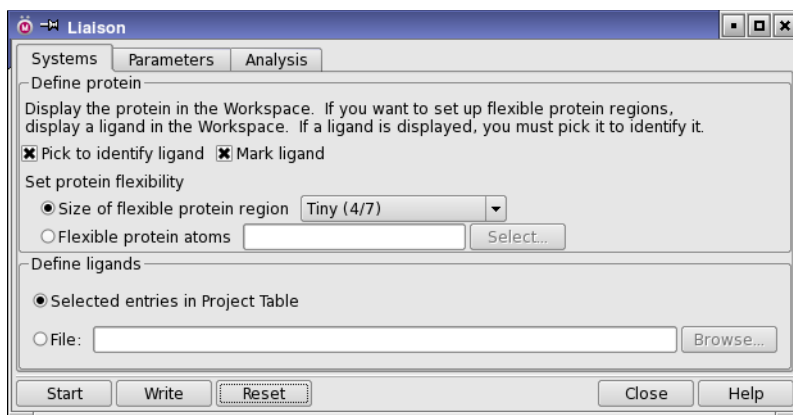 Liaison
Systems Parameters Analysis
Define protein
Display the protein in the Workspace. If you want to set up flexible protein regions,
display a ligand in the Workspace. If a ligand is displayed, you must pick it to identify it.
Pick to identify ligand Mark ligand
Set protein flexibility
Size of flexible protein region Tiny (4/7)
Flexible protein atoms Select...
Define ligands
Selected entries in Project Table
File: Browse...
Start Write Reset Close Help